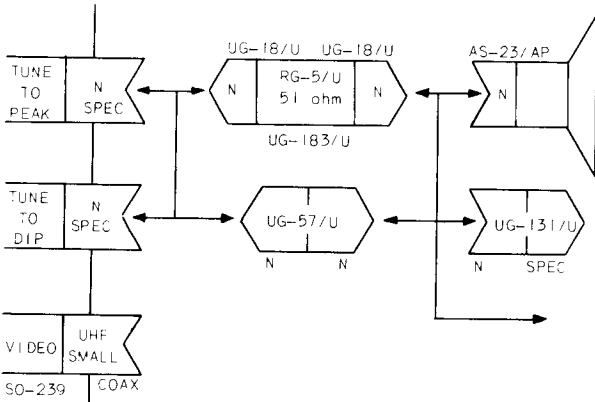 UG-18/U UG-18/U
AS-23/AP
TUNE
TO
PEAK
N
SPEC
N
RG-5/U
51 ohm
N
N
UG-183/U
TUNE
TO
DIP
N
SPEC
UG-57/U
N N
UG-131/U
N SPEC
VIDEO
UHF
SMALL
SO-239 COAX